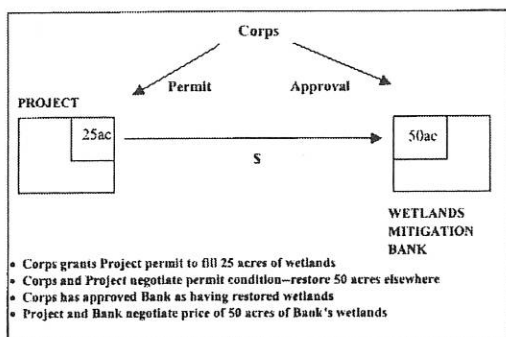 Corps
Permit Approval
PROJECT
25ac 50ac
$
WETLANDS
MITIGATION
BANK
• Corps grants Project permit to fill 25 acres of wetlands
• Corps and Project negotiate permit condition--restore 50 acres elsewhere
• Corps has approved Bank as having restored wetlands
• Project and Bank negotiate price of 50 acres of Bank's wetlands